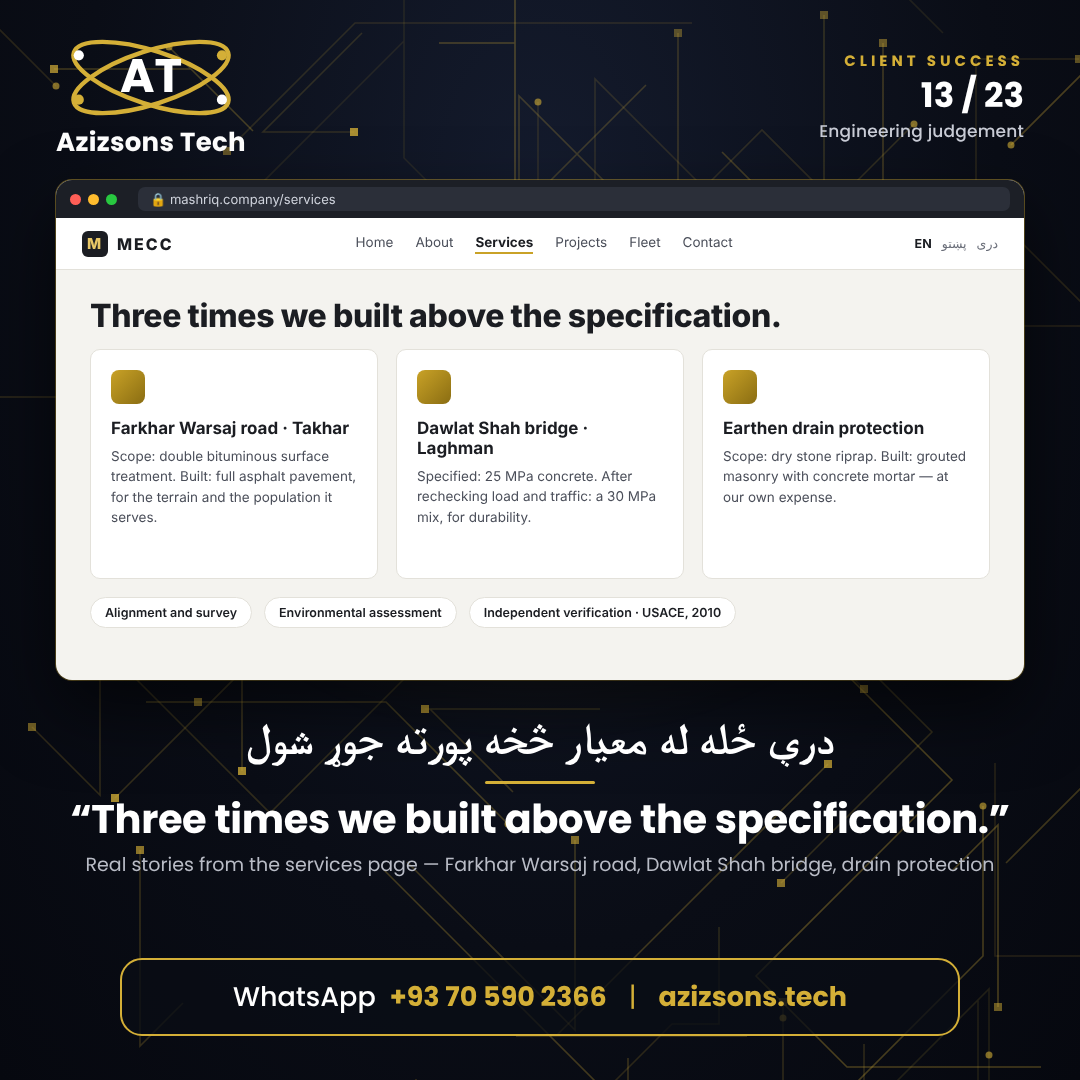 AT
Azizsons Tech
CLIENT SUCCESS
13 / 23
Engineering judgement
mashriq.company/services
M MECC
Home About Services Projects Fleet Contact
EN پښتو دری
Three times we built above the specification.
Farkhar Warsaj road · Takhar
Scope: double bituminous surface
treatment. Built: full asphalt pavement,
for the terrain and the population it
serves.
Dawlat Shah bridge ·
Laghman
Specified: 25 MPa concrete. After
rechecking load and traffic: a 30 MPa
mix, for durability.
Earthen drain protection
Scope: dry stone riprap. Built: grouted
masonry with concrete mortar — at
our own expense.
Alignment and survey
Environmental assessment
Independent verification · USACE, 2010
درې ځله له معیار څخه پورته جوړ شول
“Three times we built above the specification.”
Real stories from the services page — Farkhar Warsaj road, Dawlat Shah bridge, drain protection
WhatsApp +93 70 590 2366 | azizsons.tech